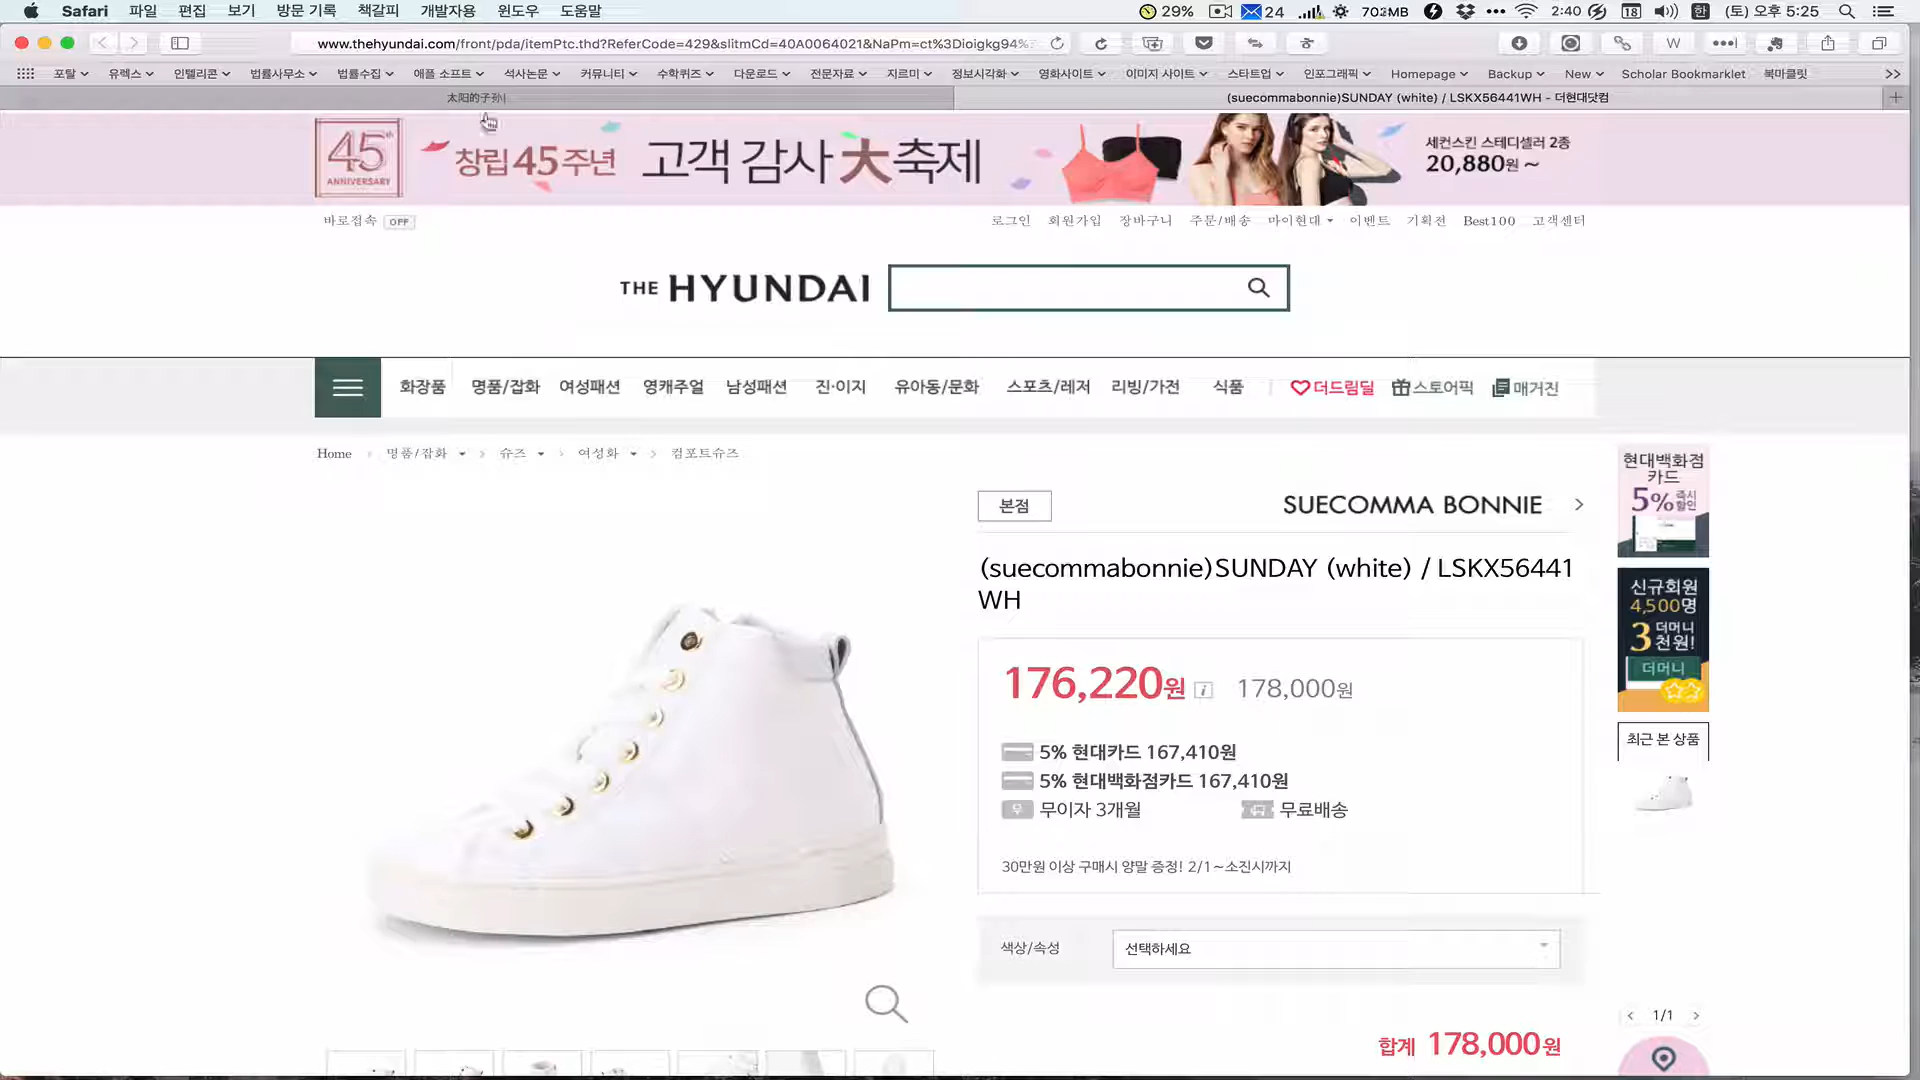 Safari 파일 편집 보기 방문 기록 책갈피 개발자용 윈도우 도움말 29% 24 702MB 2:40 18 한 (토) 오후 5:25
www.thehyundai.com/front/pda/itemPtc.thd?ReferCode=429&slitmCd=40A0064021&NaPm=ct%3Dioigkg94%
포탈 유렉스 인텔리콘 법률사무소 법률수집 애플 소프트 석사논문 커뮤니티 수학퀴즈 다운로드 전문자료 지르미 정보시각화 영화사이트 이미지 사이트 스타트업 인포그래픽 Homepage Backup New Scholar Bookmarklet 북마클릿
太阳的子孙
(suecommabonnie)SUNDAY (white) / LSKX56441WH - 더현대닷컴
45th ANNIVERSARY
창립45주년 고객 감사 大축제
세컨스킨 스테디셀러 2종
20,880원 ~
바로접속 OFF
로그인 회원가입 장바구니 주문/배송 마이현대 이벤트 기획전 Best100 고객센터
THE HYUNDAI
화장품 명품/잡화 여성패션 영캐주얼 남성패션 진·이지 유아동/문화 스포츠/레저 리빙/가전 식품 더드림딜 스토어픽 매거진
Home 명품/잡화 슈즈 여성화 컴포트슈즈
본점
SUECOMMA BONNIE
(suecommabonnie)SUNDAY (white) / LSKX56441
WH
176,220원 178,000원
5% 현대카드 167,410원
5% 현대백화점카드 167,410원
무이자 3개월 무료배송
30만원 이상 구매시 양말 증정! 2/1~소진시까지
색상/속성 선택하세요
합계 178,000원
현대백화점
카드
5% 즉시
할인
신규회원
4,500명
3 더머니
천원!
더머니
최근 본 상품
1/1